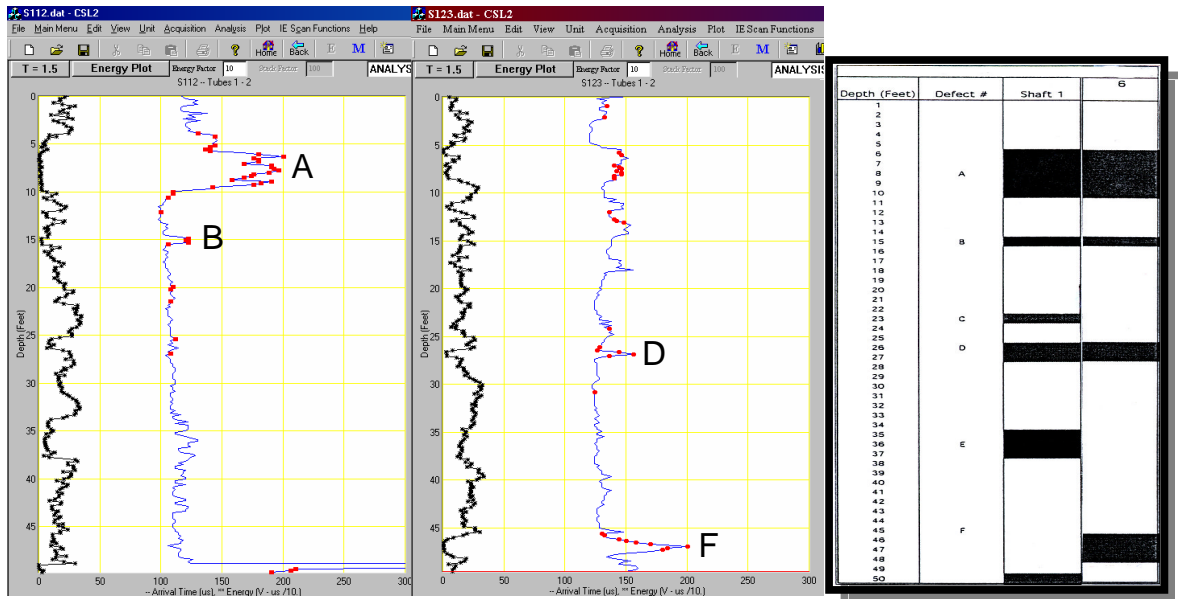 S112.dat - CSL2
File Main Menu Edit View Unit Acquisition Analysis Plot IE Scan Functions Help
Home Back E M
T = 1.5 Energy Plot Energy Factor 10 Stack Factor 100 ANALYS
S112 -- Tubes 1 - 2
0
5
10
15
20
25
30
35
40
45
Depth (Feet)
A
B
0 50 100 150 200 250 300
-- Arrival Time (us), ** Energy (V - us /10.)
S123.dat - CSL2
File Main Menu Edit View Unit Acquisition Analysis Plot IE Scan Functions
Home Back E M
T = 1.5 Energy Plot Energy Factor 10 Stack Factor 100 ANALYSIS
S123 -- Tubes 1 - 2
0
5
10
15
20
25
30
35
40
45
Depth (Feet)
D
F
0 50 100 150 200 250 300
-- Arrival Time (us), ** Energy (V - us /10.)
6
Depth (Feet) Defect # Shaft 1
1
2
3
4
5
6
7
8 A
9
10
11
12
13
14
15 B
16
17
18
19
20
21
22
23 C
24
25
26 D
27
28
29
30
31
32
33
34
35
36 E
37
38
39
40
41
42
43
44
45 F
46
47
48
49
50